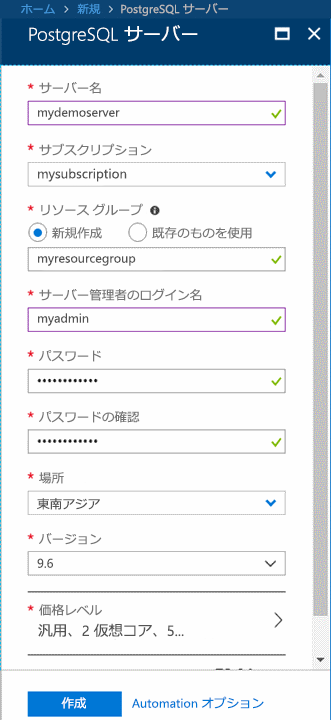 ホーム > 新規 > PostgreSQL サーバー
PostgreSQL サーバー
* サーバー名
mydemoserver
* サブスクリプション
mysubscription
* リソース グループ
新規作成 既存のものを使用
myresourcegroup
* サーバー管理者のログイン名
myadmin
* パスワード
••••••••••••
* パスワードの確認
••••••••••••
* 場所
東南アジア
* バージョン
9.6
* 価格レベル
汎用、2 仮想コア、5...
作成 Automation オプション